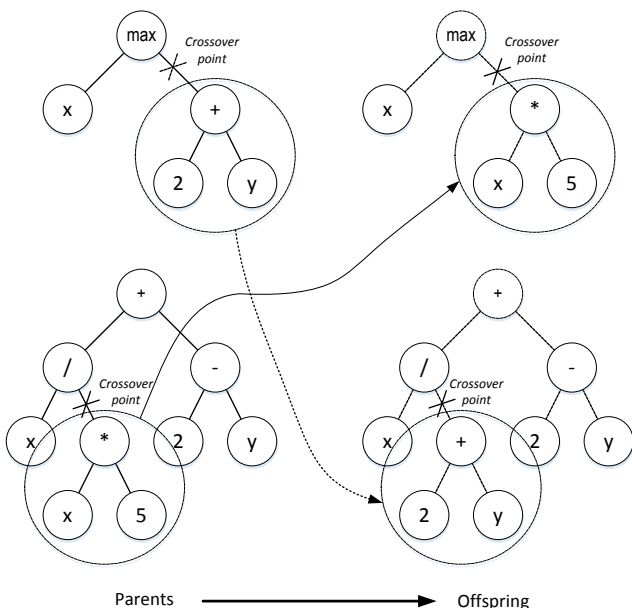 max
Crossover
point
x
+
2
y
max
Crossover
point
x
*
x
5
+
/
-
Crossover
point
x
*
2
y
x
5
+
/
-
Crossover
point
x
+
2
y
2
y
Parents
Offspring